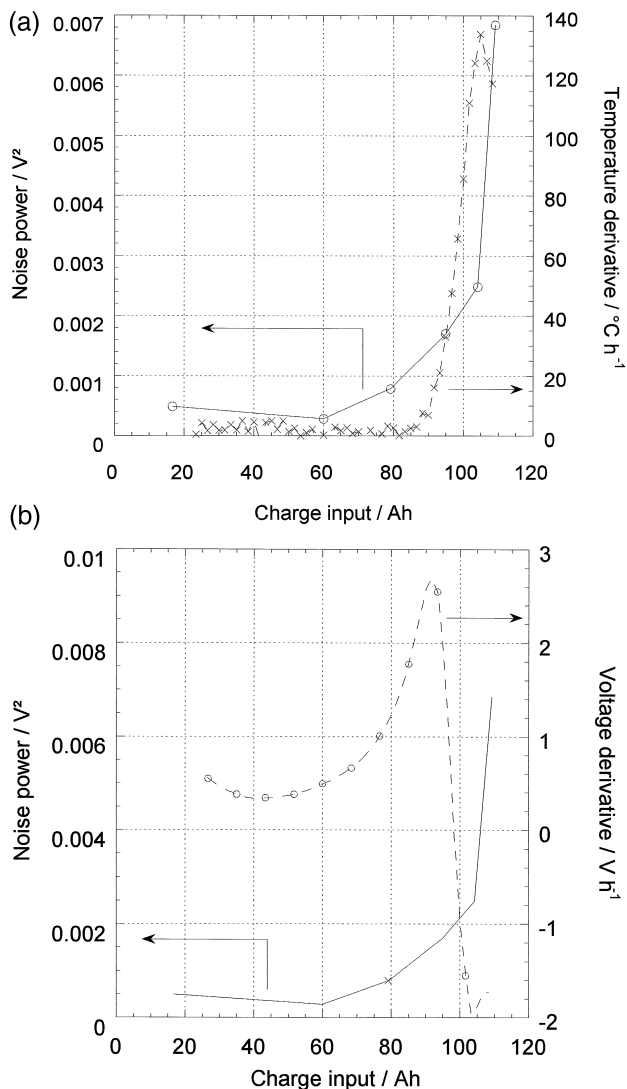 (a)
0.007
0.006
0.005
0.004
0.003
0.002
0.001
0
Noise power / V²
140
120
100
80
60
40
20
0
Temperature derivative / °C h⁻¹
0 20 40 60 80 100 120
Charge input / Ah
(b)
0.01
0.008
0.006
0.004
0.002
0
Noise power / V²
3
2
1
0
-1
-2
Voltage derivative / V h⁻¹
0 20 40 60 80 100 120
Charge input / Ah